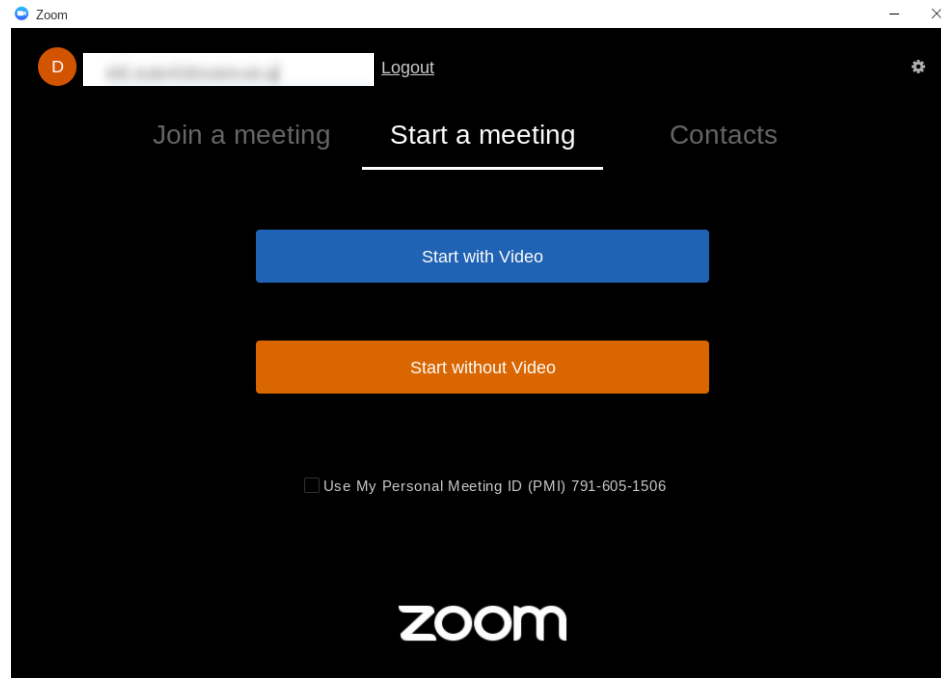 Zoom
D
Logout
Join a meeting
Start a meeting
Contacts
Start with Video
Start without Video
Use My Personal Meeting ID (PMI) 791-605-1506
zoom